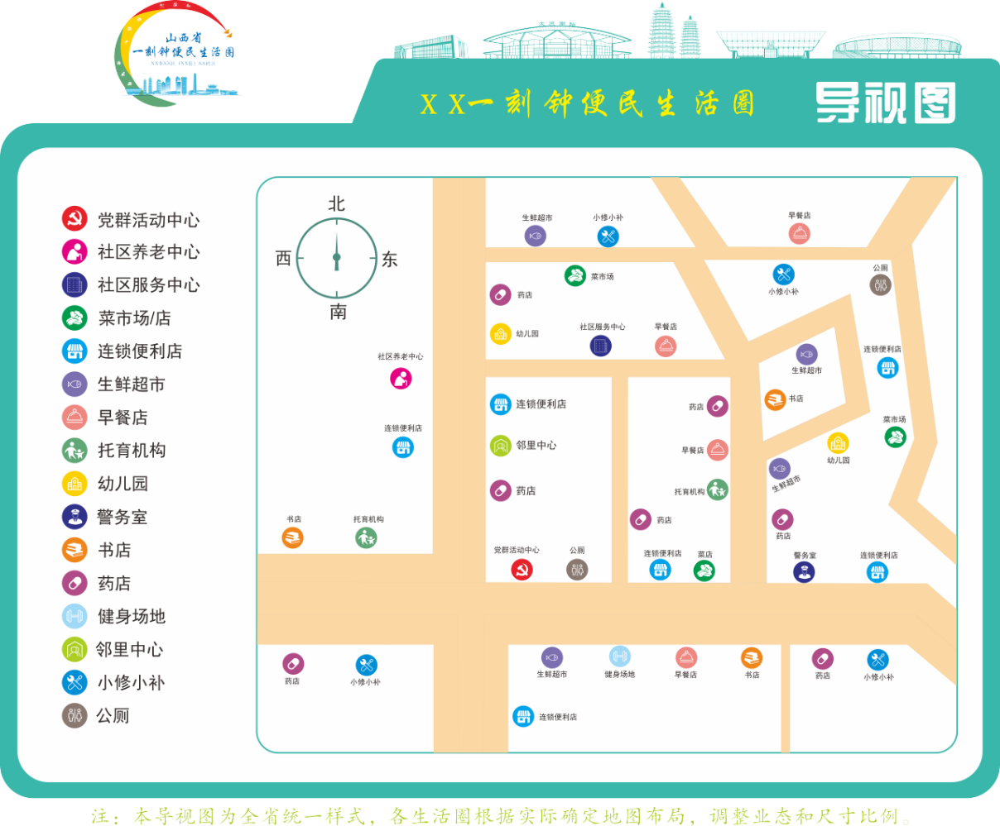 山西省
一刻钟便民生活圈
XX一刻钟便民生活圈
导视图
党群活动中心
社区养老中心
社区服务中心
菜市场/店
连锁便利店
生鲜超市
早餐店
托育机构
幼儿园
警务室
书店
药店
健身场地
邻里中心
小修小补
公厕
北
西
东
南
生鲜超市
小修小补
早餐店
菜市场
药店
小修小补
公厕
幼儿园
社区服务中心
早餐店
社区养老中心
连锁便利店
生鲜超市
连锁便利店
药店
书店
连锁便利店
菜市场
邻里中心
早餐店
幼儿园
生鲜超市
药店
托育机构
书店
托育机构
药店
药店
党群活动中心
公厕
连锁便利店
菜店
警务室
连锁便利店
药店
小修小补
生鲜超市
健身场地
早餐店
书店
药店
小修小补
连锁便利店
注：本导视图为全省统一样式，各生活圈根据实际确定地图布局，调整业态和尺寸比例。